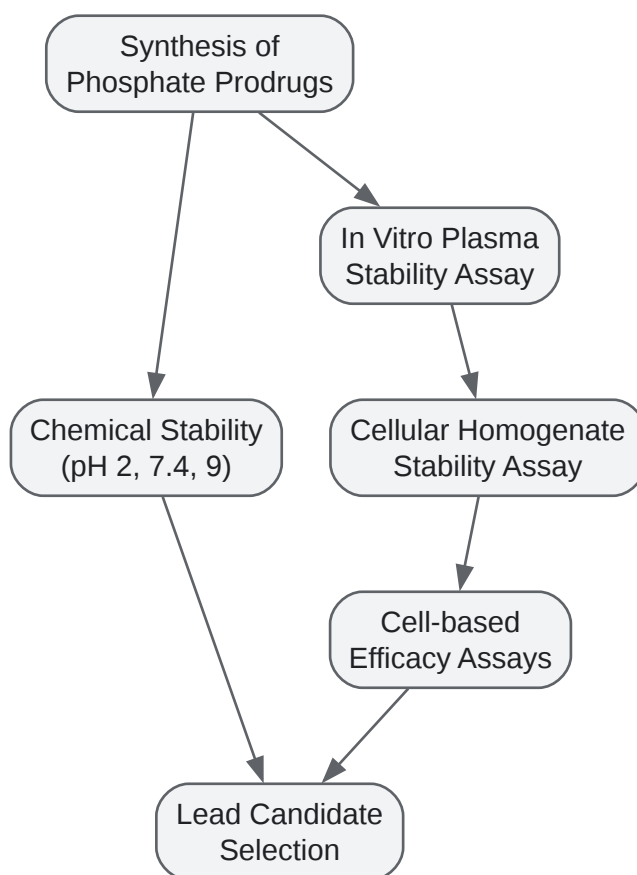 Synthesis of
Phosphate Prodrugs
In Vitro Plasma
Stability Assay
Chemical Stability
(pH 2, 7.4, 9)
Cellular Homogenate
Stability Assay
Cell-based
Efficacy Assays
Lead Candidate
Selection